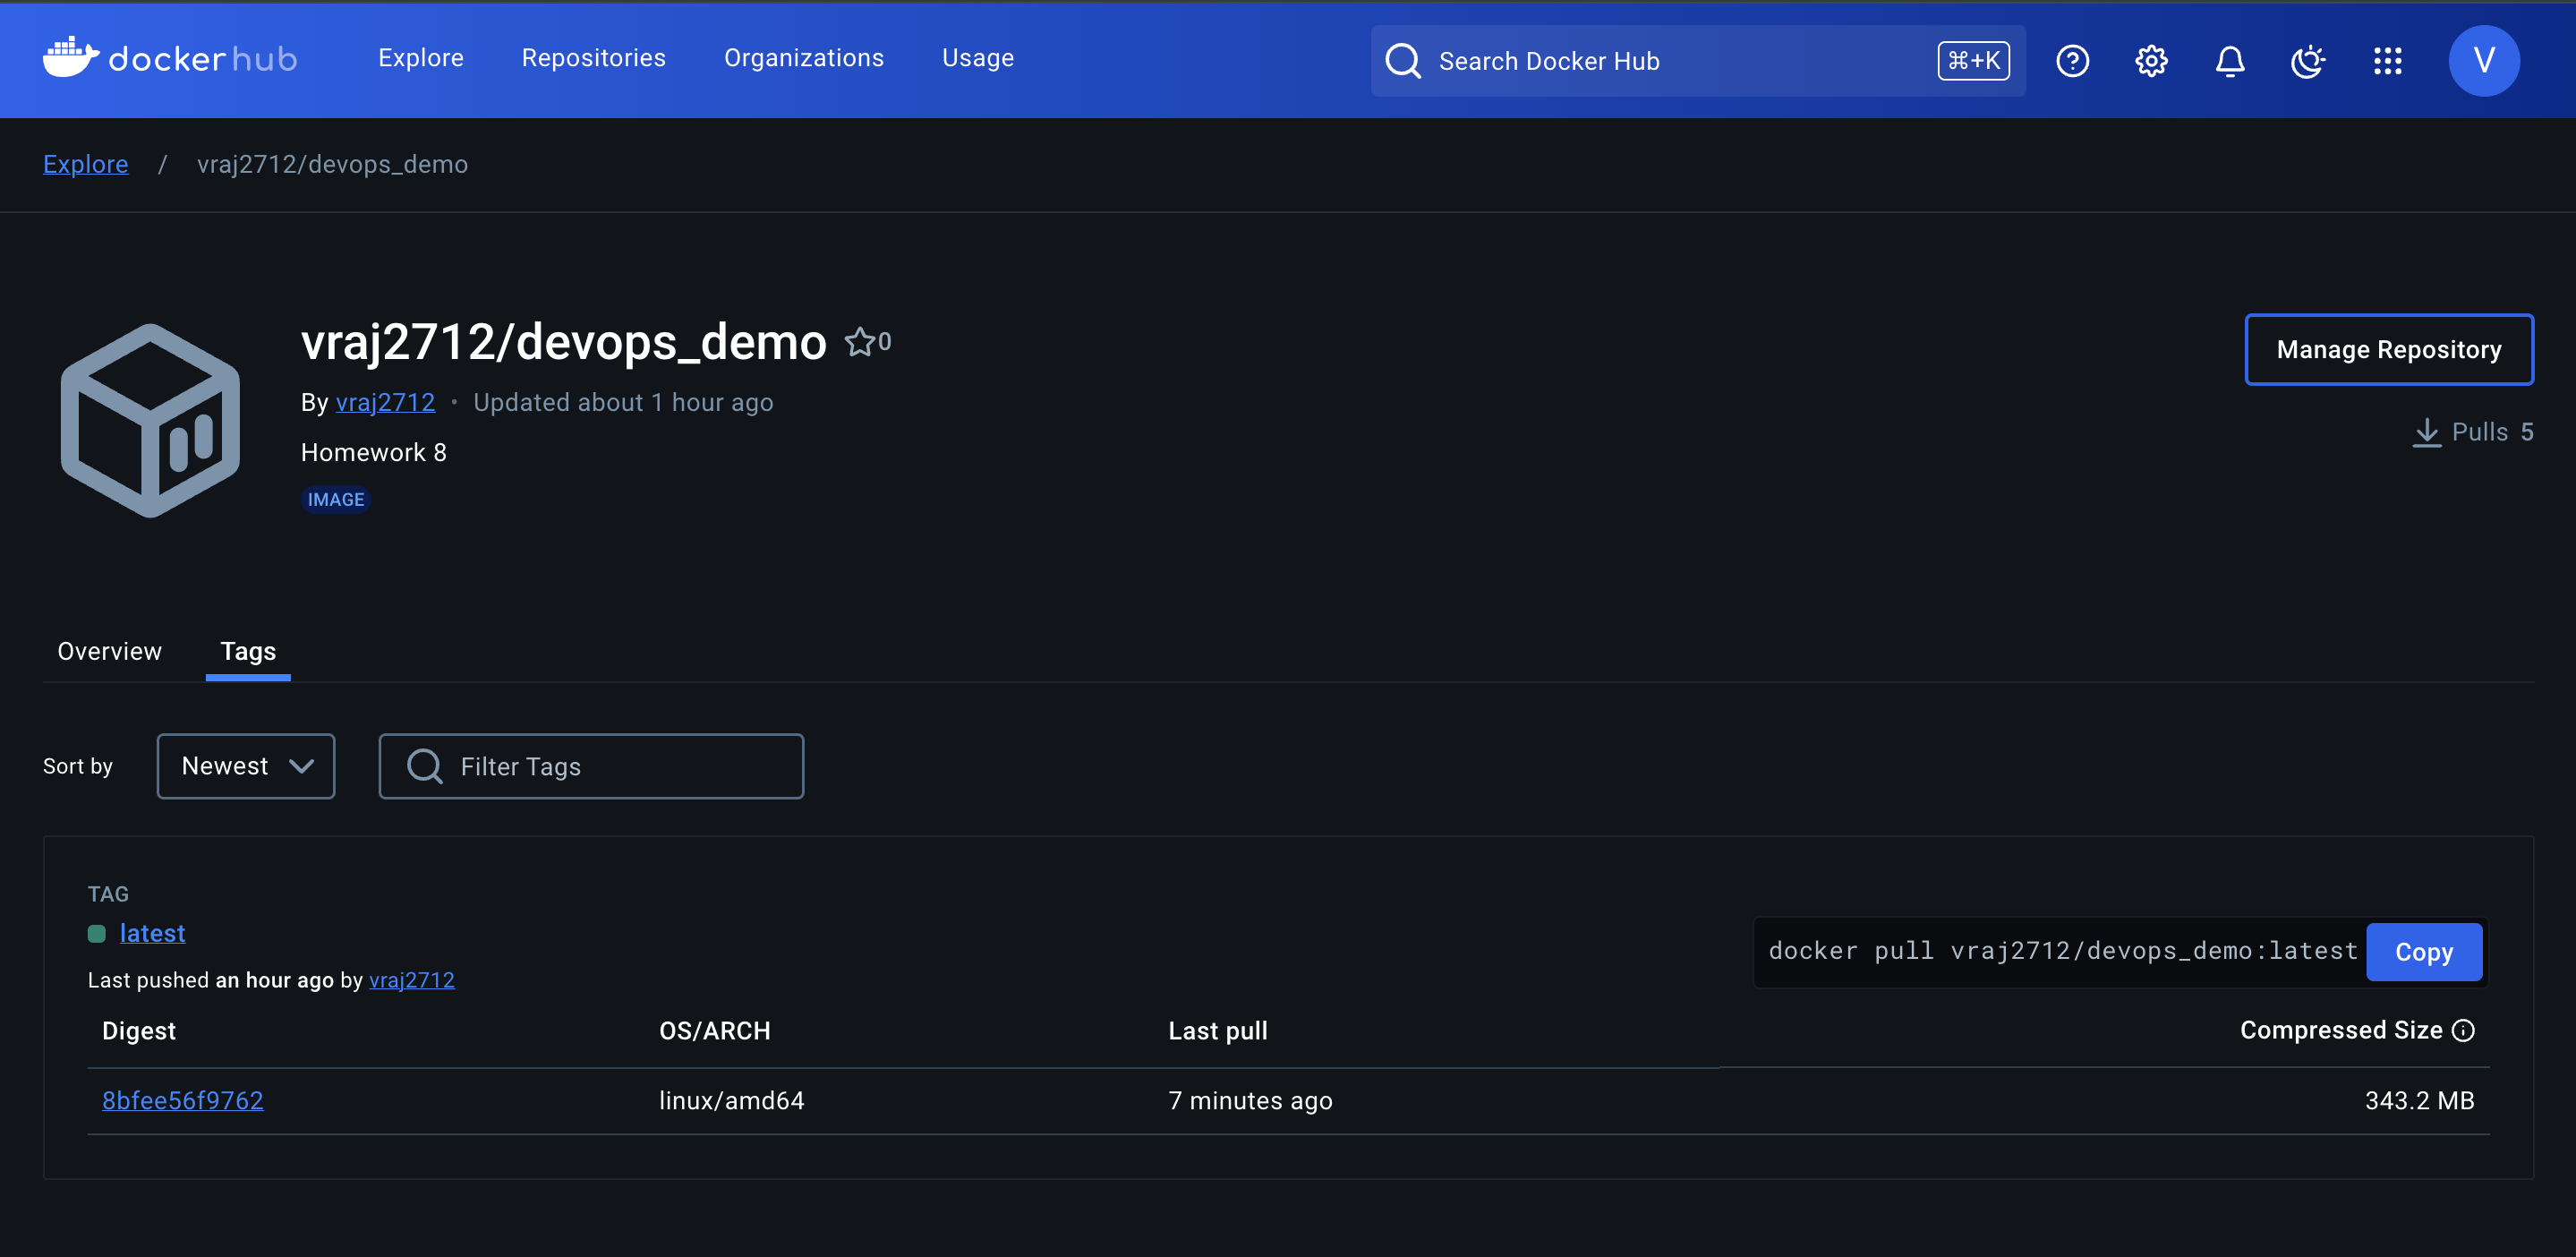 dockerhub Explore Repositories Organizations Usage Search Docker Hub ⌘+K V
Explore / vraj2712/devops_demo
vraj2712/devops_demo 0
Manage Repository
By vraj2712 • Updated about 1 hour ago
Pulls 5
Homework 8
IMAGE
Overview Tags
Sort by Newest Filter Tags
TAG
latest
docker pull vraj2712/devops_demo:latest Copy
Last pushed an hour ago by vraj2712
Digest OS/ARCH Last pull Compressed Size
8bfee56f9762 linux/amd64 7 minutes ago 343.2 MB